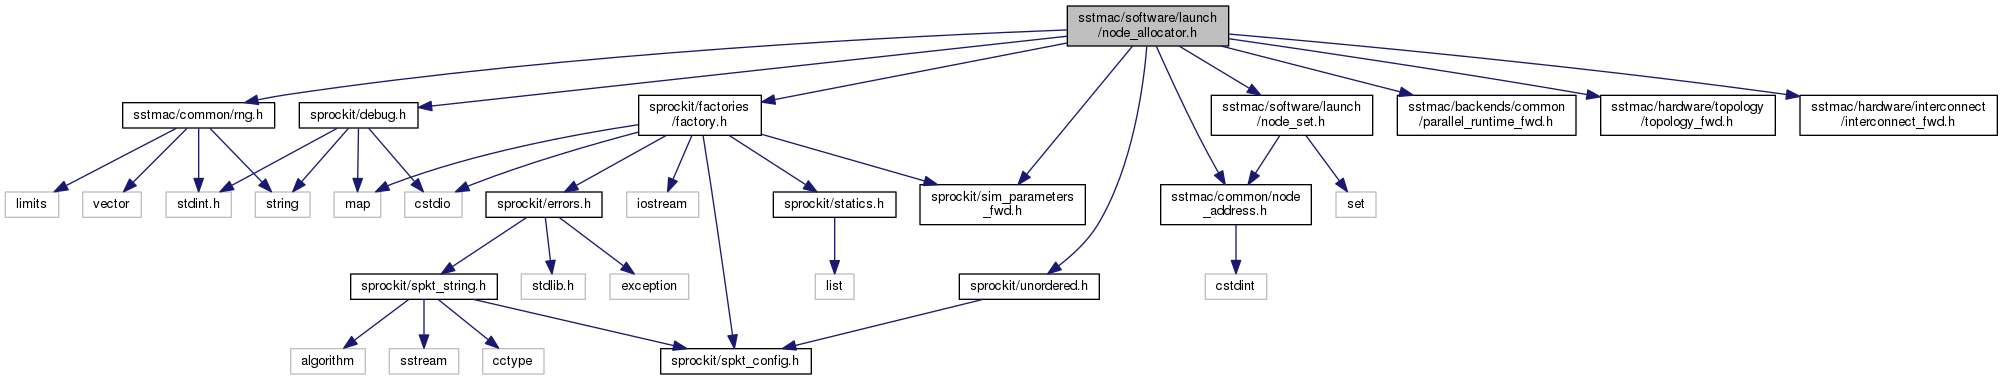 sstmac/software/launch
/node_allocator.h
sstmac/common/rng.h
sprockit/debug.h
sprockit/factories
/factory.h
sstmac/software/launch
/node_set.h
sstmac/backends/common
/parallel_runtime_fwd.h
sstmac/hardware/topology
/topology_fwd.h
sstmac/hardware/interconnect
/interconnect_fwd.h
limits
vector
stdint.h
string
map
cstdio
sprockit/errors.h
iostream
sprockit/statics.h
sprockit/sim_parameters
_fwd.h
sstmac/common/node
_address.h
set
sprockit/spkt_string.h
stdlib.h
exception
list
sprockit/unordered.h
cstdint
algorithm
sstream
cctype
sprockit/spkt_config.h